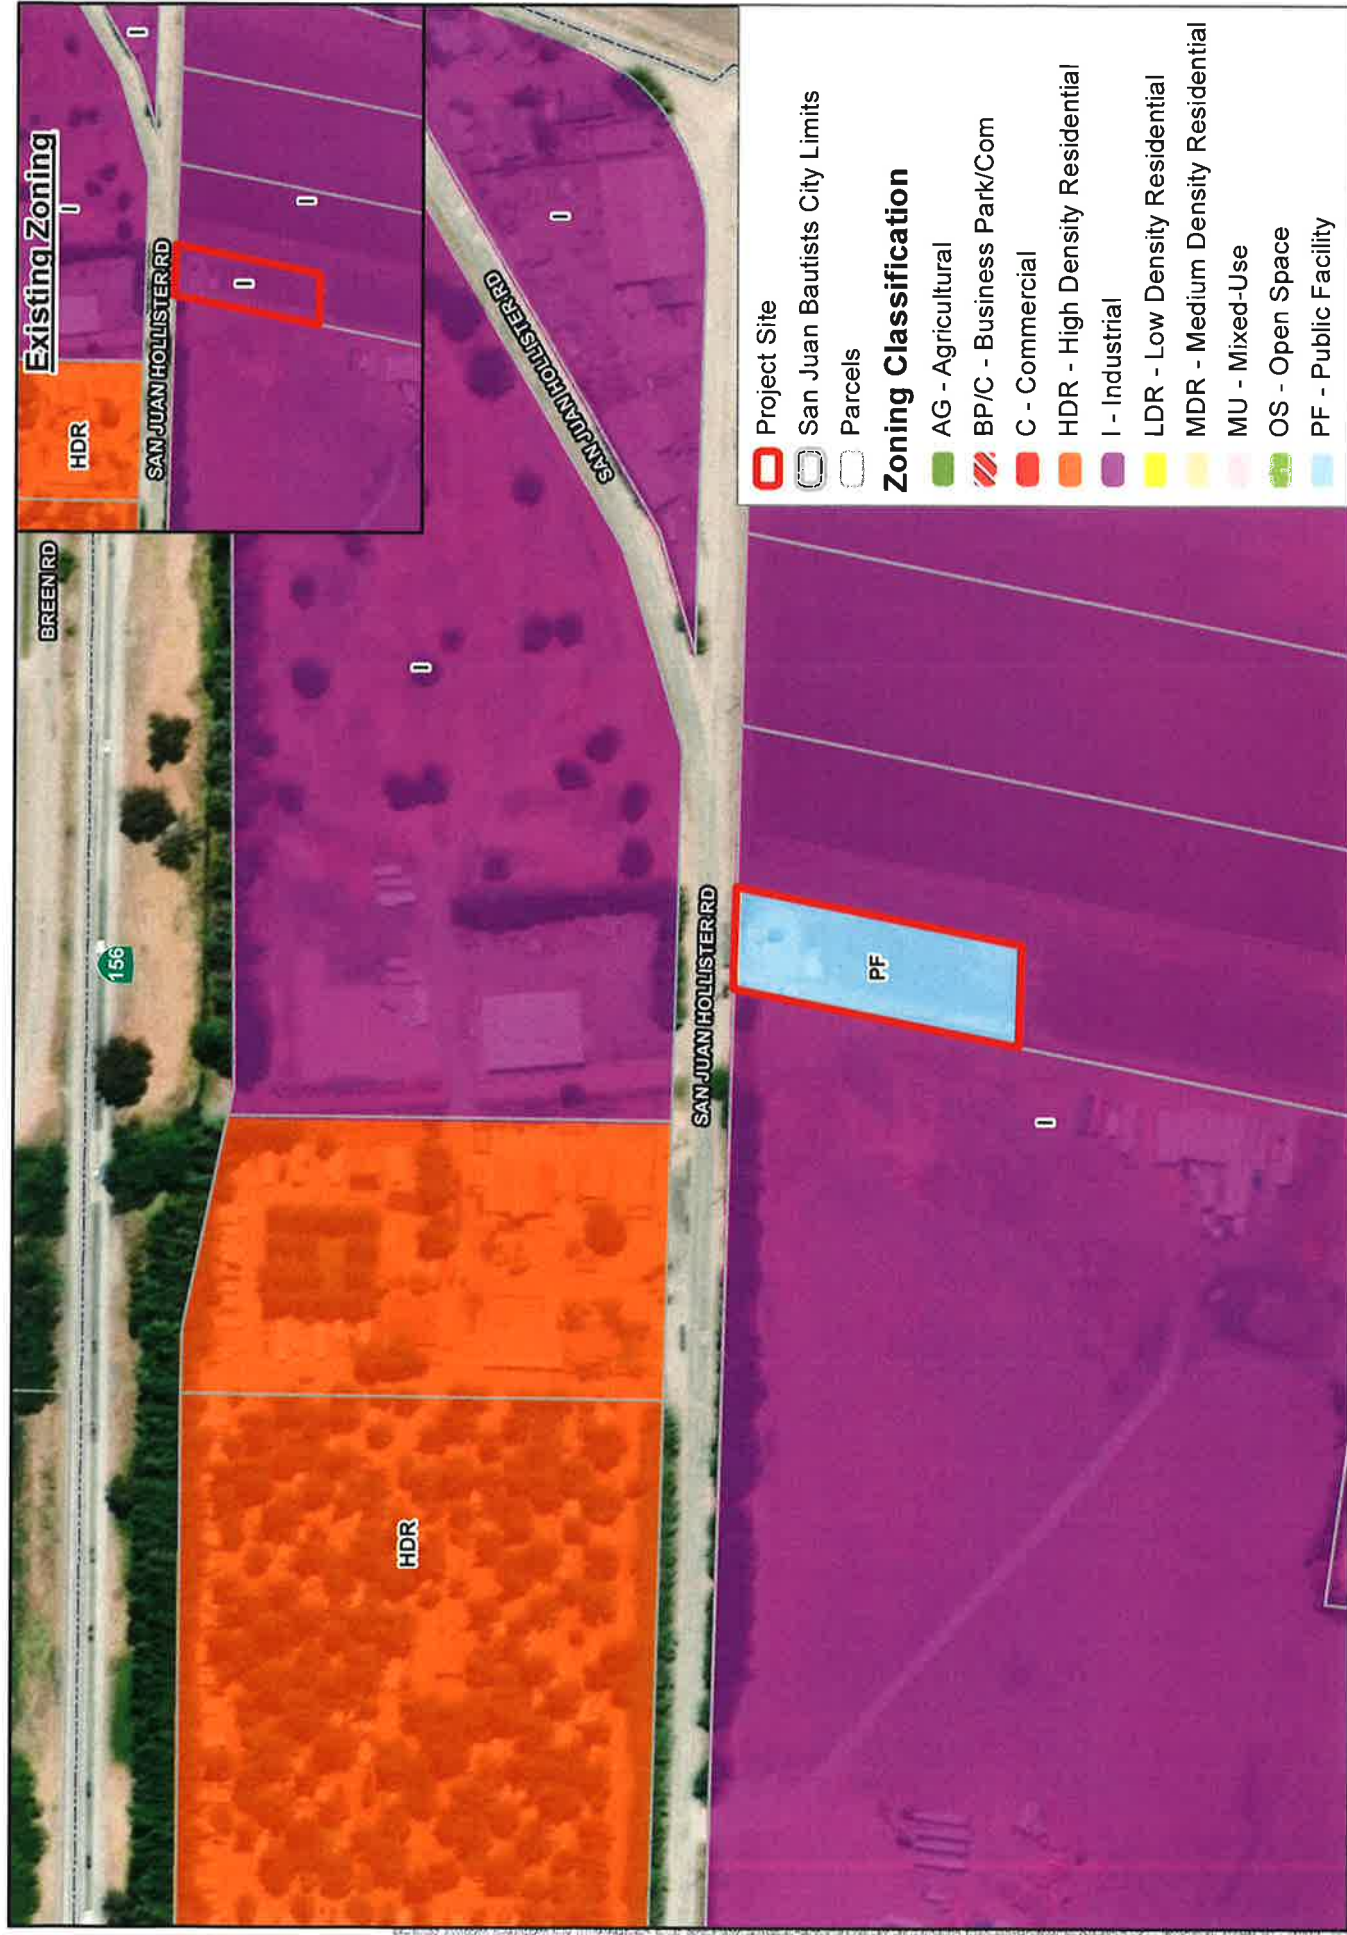 Existing Zoning
HDR
I
I
I
I
SAN JUAN HOLLISTER RD
BREEN RD
156
I
SAN JUAN HOLLISTER RD
I
SAN JUAN HOLLISTER RD
HDR
PF
I
Project Site
San Juan Bautists City Limits
Parcels
Zoning Classification
AG - Agricultural
BP/C - Business Park/Com
C - Commercial
HDR - High Density Residential
I - Industrial
LDR - Low Density Residential
MDR - Medium Density Residential
MU - Mixed-Use
OS - Open Space
PF - Public Facility